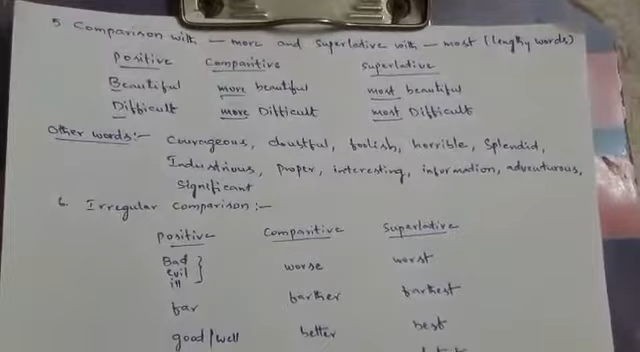 5 Comparison with - more and Superlative with - most (lengthy words)
Positive Comparitive Superlative
Beautiful more beautiful most beautiful
Difficult more Difficult most Difficult
Other words:- Courageous, doubtful, foolish, horrible, Splendid,
Industrious, proper, interesting, information, adventurous,
Significant
6. Irregular Comparison:-
Positive Comparitive Superlative
Bad
evil } worse worst
ill
far farther farthest
good/well better best